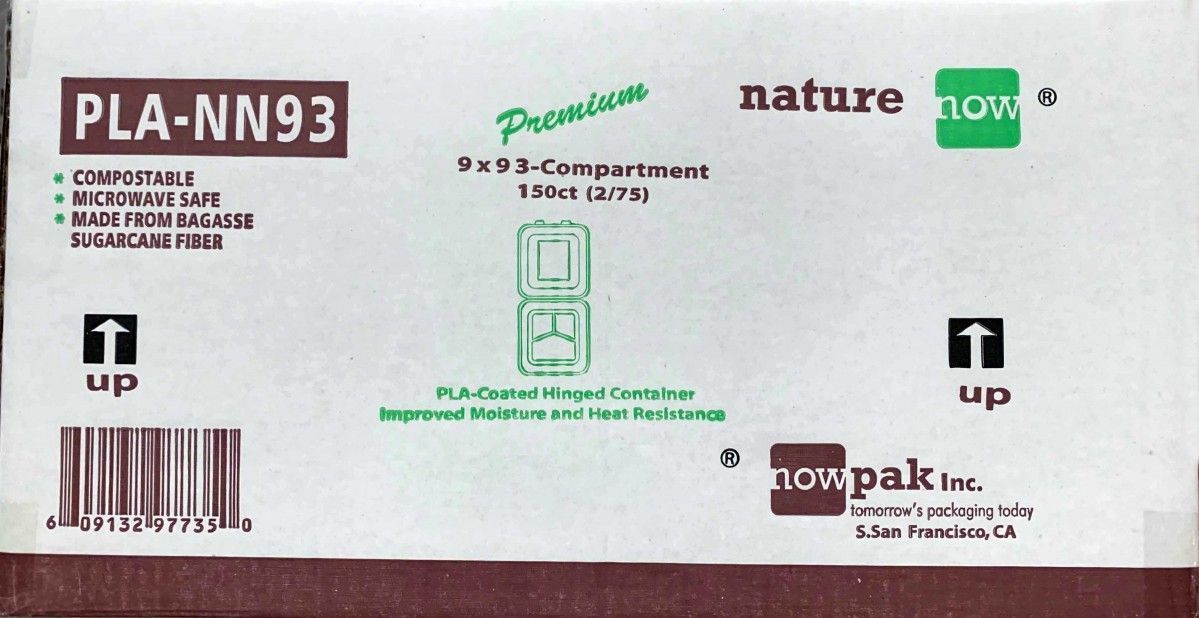 PLA-NN93
* COMPOSTABLE
* MICROWAVE SAFE
* MADE FROM BAGASSE
SUGARCANE FIBER
Premium
9 x 9 3-Compartment
150ct (2/75)
nature now ®
PLA-Coated Hinged Container
Improved Moisture and Heat Resistance
up
up
6 09132 97735 0
® nowpak Inc.
tomorrow's packaging today
S.San Francisco, CA